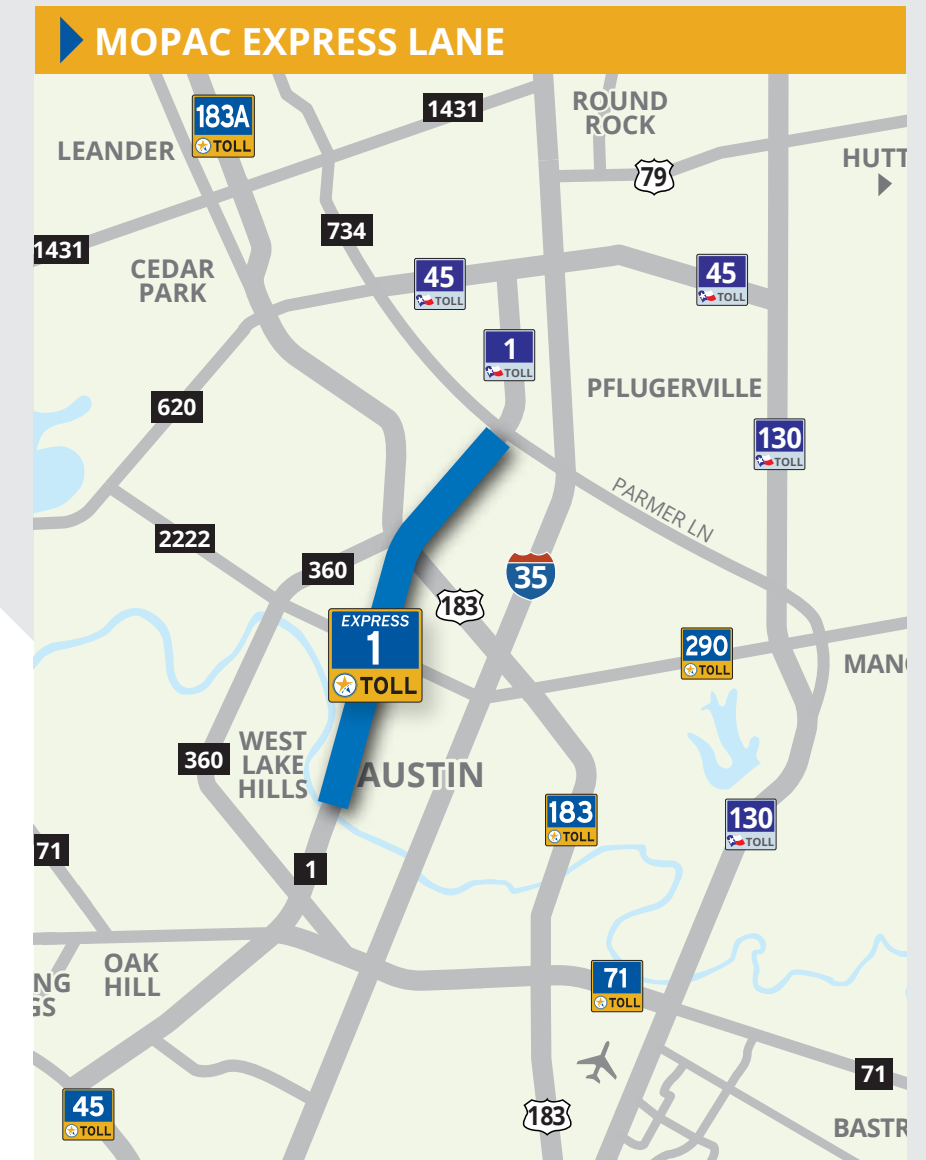 MOPAC EXPRESS LANE
183A
TOLL
1431
ROUND
ROCK
LEANDER
79
HUTT
734
1431
CEDAR
PARK
45
TOLL
45
TOLL
1
TOLL
PFLUGERVILLE
620
130
TOLL
PARMER LN
2222
360
35
183
EXPRESS
1
TOLL
290
TOLL
MAN
WEST
LAKE
HILLS
360
AUSTIN
183
TOLL
130
TOLL
71
1
OAK
HILL
NG
GS
71
TOLL
71
45
TOLL
183
BASTR